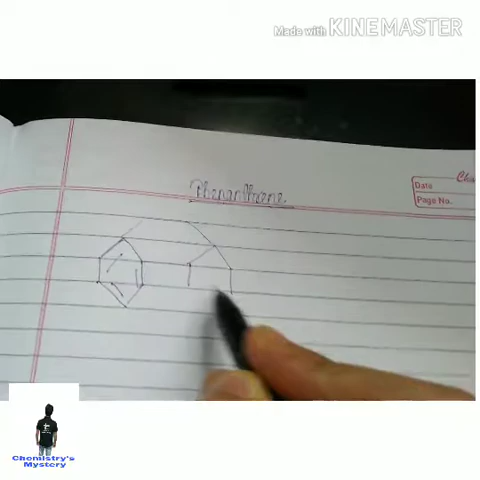 Made with KINEMASTER
Phenanthrene
Date
Page No.
Chemistry's
Mystery